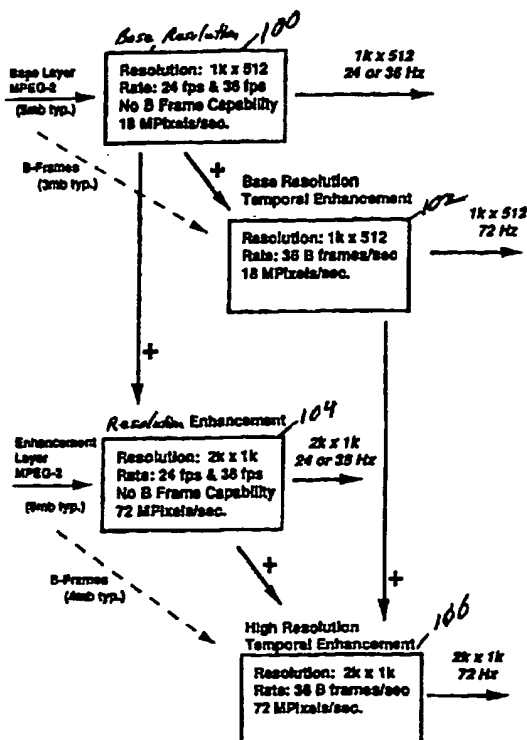 Base Resolution 100
Base Layer
MPEG-2
(5mb typ.)
Resolution: 1k x 512
Rate: 24 fps & 36 fps
No B Frame Capability
18 MPixels/sec.
1k x 512
24 or 36 Hz
B-Frames
(3mb typ.)
+
Base Resolution
Temporal Enhancement
102
Resolution: 1k x 512
Rate: 36 B frames/sec
18 MPixels/sec.
1k x 512
72 Hz
+
Resolution Enhancement
104
Enhancement
Layer
MPEG-2
(6mb typ.)
Resolution: 2k x 1k
Rate: 24 fps & 36 fps
No B Frame Capability
72 MPixels/sec.
2k x 1k
24 or 36 Hz
B-Frames
(4mb typ.)
+
+
High Resolution
Temporal Enhancement
106
Resolution: 2k x 1k
Rate: 36 B frames/sec
72 MPixels/sec.
2k x 1k
72 Hz